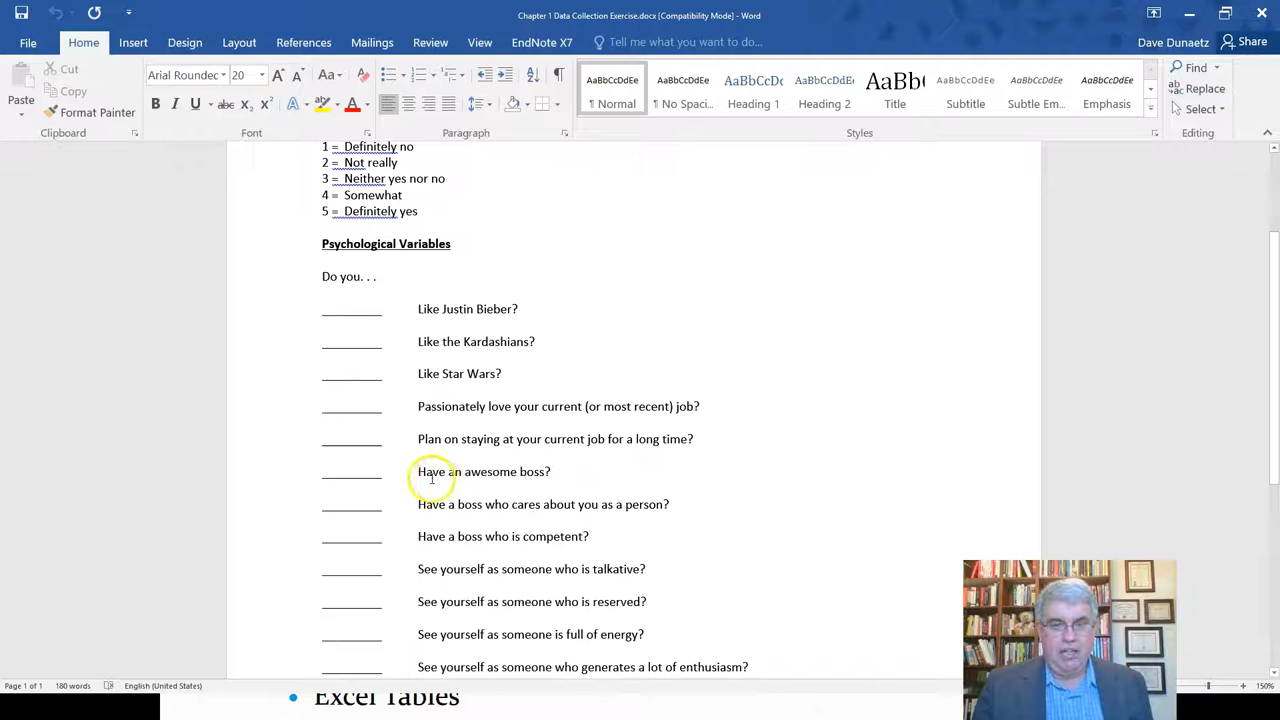 Chapter 1 Data Collection Exercise.docx [Compatibility Mode] - Word
File Home Insert Design Layout References Mailings Review View EndNote X7 Tell me what you want to do... Dave Dunaetz Share
Cut
Copy
Format Painter
Paste
Clipboard
Arial Roundec 20
Font
Paragraph
AaBbCcDdEe AaBbCcDdEe AaBbCcDc AaBbCcDdEe AaBb( AaBbCcDdEe AaBbCcDdEe AaBbCcDdEe
¶ Normal ¶ No Spaci... Heading 1 Heading 2 Title Subtitle Subtle Em... Emphasis
Styles
Find
Replace
Select
Editing
1 = Definitely no
2 = Not really
3 = Neither yes nor no
4 = Somewhat
5 = Definitely yes
Psychological Variables
Do you. . .
Like Justin Bieber?
Like the Kardashians?
Like Star Wars?
Passionately love your current (or most recent) job?
Plan on staying at your current job for a long time?
Have an awesome boss?
Have a boss who cares about you as a person?
Have a boss who is competent?
See yourself as someone who is talkative?
See yourself as someone who is reserved?
See yourself as someone is full of energy?
See yourself as someone who generates a lot of enthusiasm?
Page 1 of 1 180 words English (United States) 150%
• Excel Tables